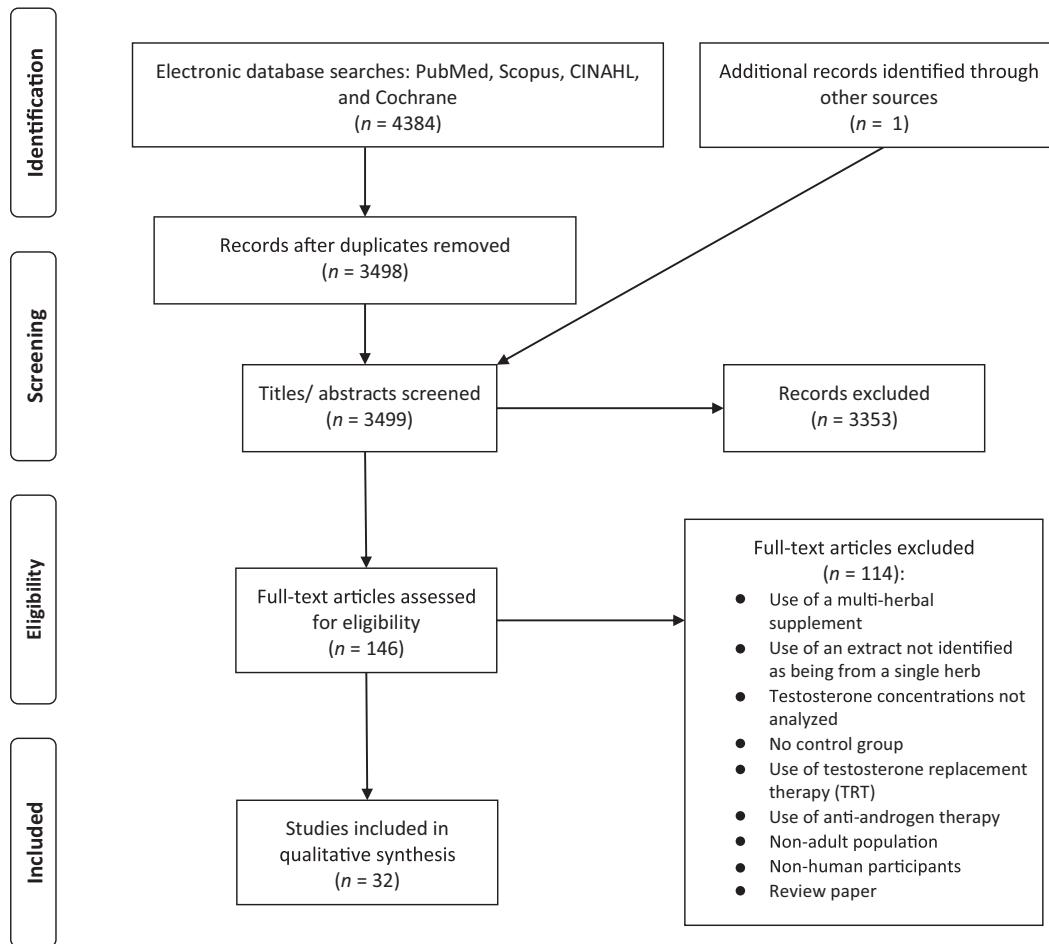 Identification
Electronic database searches: PubMed, Scopus, CINAHL,
and Cochrane
(n = 4384)
Additional records identified through
other sources
(n = 1)
Records after duplicates removed
(n = 3498)
Screening
Titles/ abstracts screened
(n = 3499)
Records excluded
(n = 3353)
Eligibility
Full-text articles assessed
for eligibility
(n = 146)
Full-text articles excluded
(n = 114):
● Use of a multi-herbal
supplement
● Use of an extract not identified
as being from a single herb
● Testosterone concentrations not
analyzed
● No control group
● Use of testosterone replacement
therapy (TRT)
● Use of anti-androgen therapy
● Non-adult population
● Non-human participants
● Review paper
Included
Studies included in
qualitative synthesis
(n = 32)